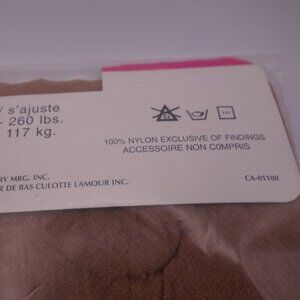 / s'ajuste
- 260 lbs.
117 kg.
100% NYLON EXCLUSIVE OF FINDINGS
ACCESSOIRE NON COMPRIS
RY MRG. INC.
R DE BAS CULOTTE LAMOUR INC.
CA-01100